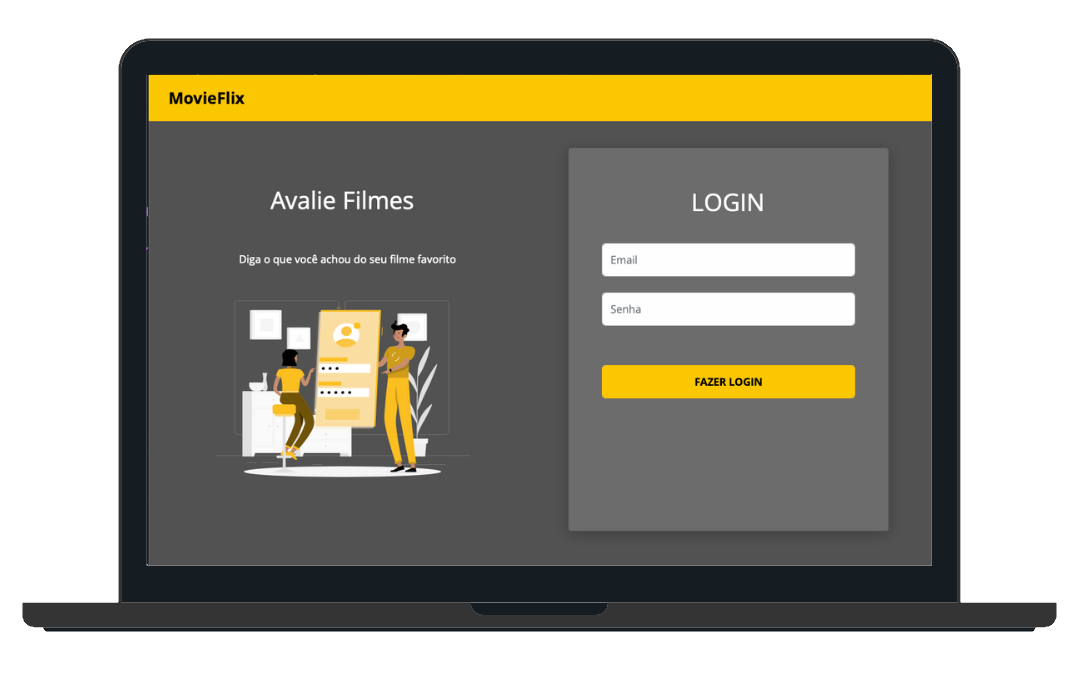 MovieFlix
Avalie Filmes
Diga o que você achou do seu filme favorito
LOGIN
Email
Senha
FAZER LOGIN